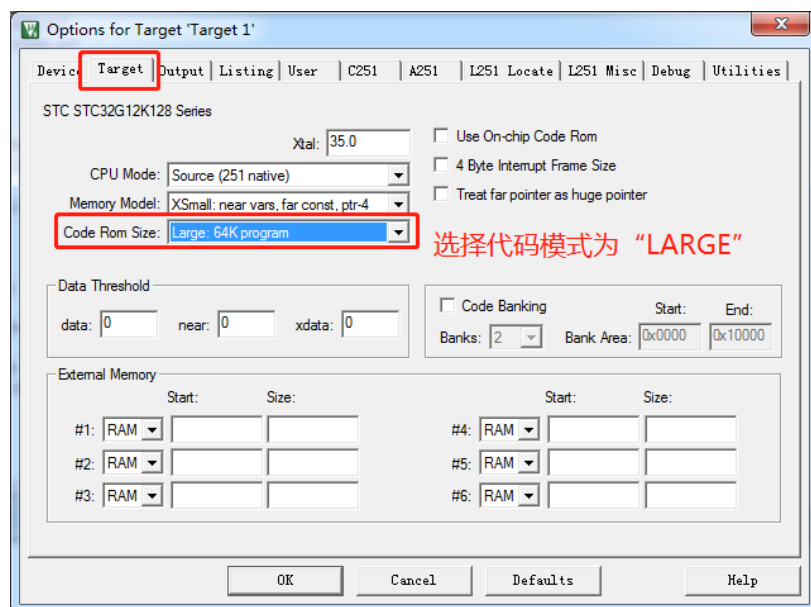 Options for Target 'Target 1'
Device Target Output Listing User C251 A251 L251 Locate L251 Misc Debug Utilities
STC STC32G12K128 Series
Xtal: 35.0
Use On-chip Code Rom
CPU Mode: Source (251 native)
4 Byte Interrupt Frame Size
Memory Model: XSmall: near vars, far const, ptr-4
Treat far pointer as huge pointer
Code Rom Size: Large: 64K program
选择代码模式为“LARGE”
Data Threshold
data: 0 near: 0 xdata: 0
Code Banking Start: End:
Banks: 2 Bank Area: 0x0000 0x10000
External Memory
Start: Size: Start: Size:
#1: RAM #4: RAM
#2: RAM #5: RAM
#3: RAM #6: RAM
OK Cancel Defaults Help